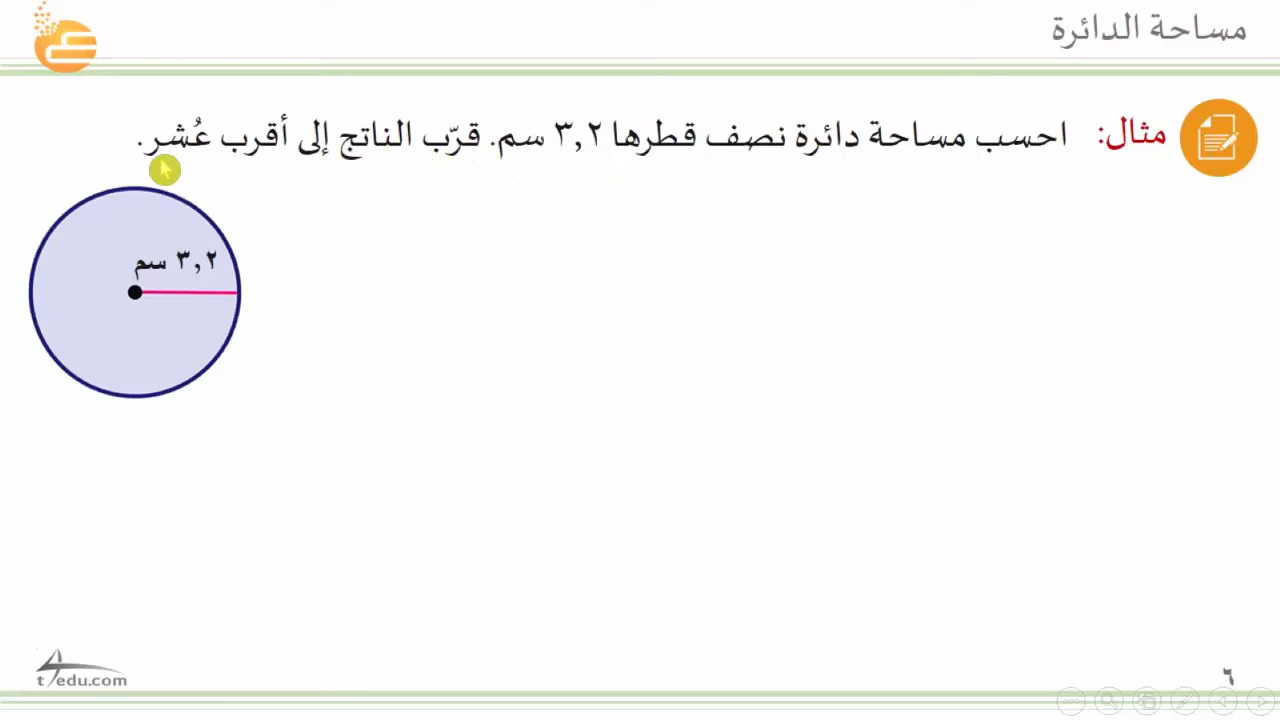 مساحة الدائرة
مثال: احسب مساحة دائرة نصف قطرها ٣,٢ سم. قرّب الناتج إلى أقرب عُشر.
٣,٢ سم
t4edu.com
٦